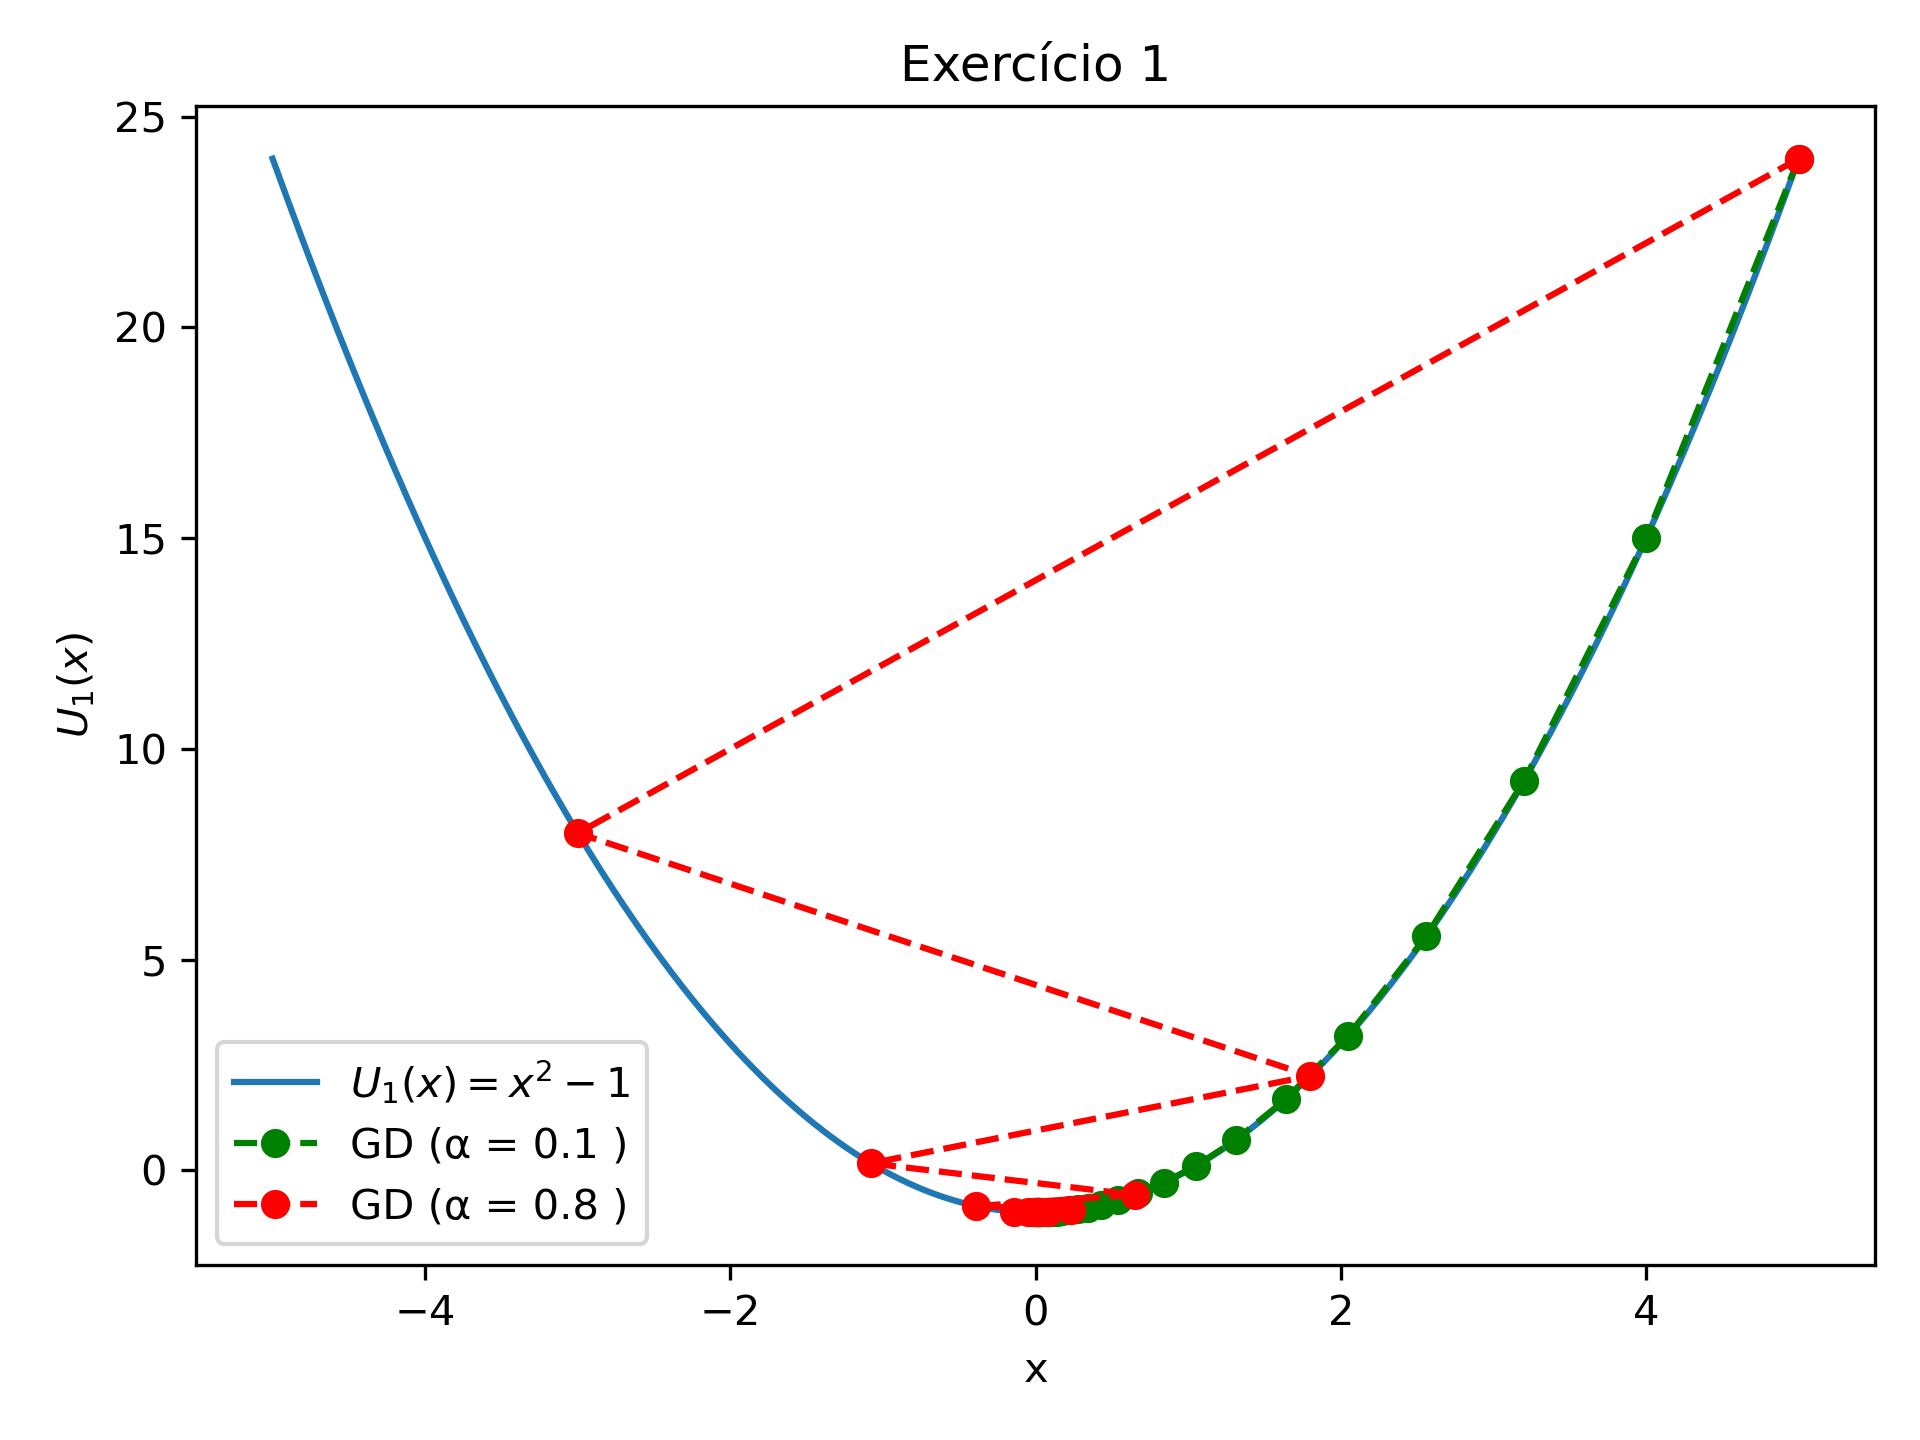 Exercício 1
25
20
15
10
5
0
U₁(x)
U₁(x) = x² − 1
GD (α = 0.1 )
GD (α = 0.8 )
−4 −2 0 2 4
x